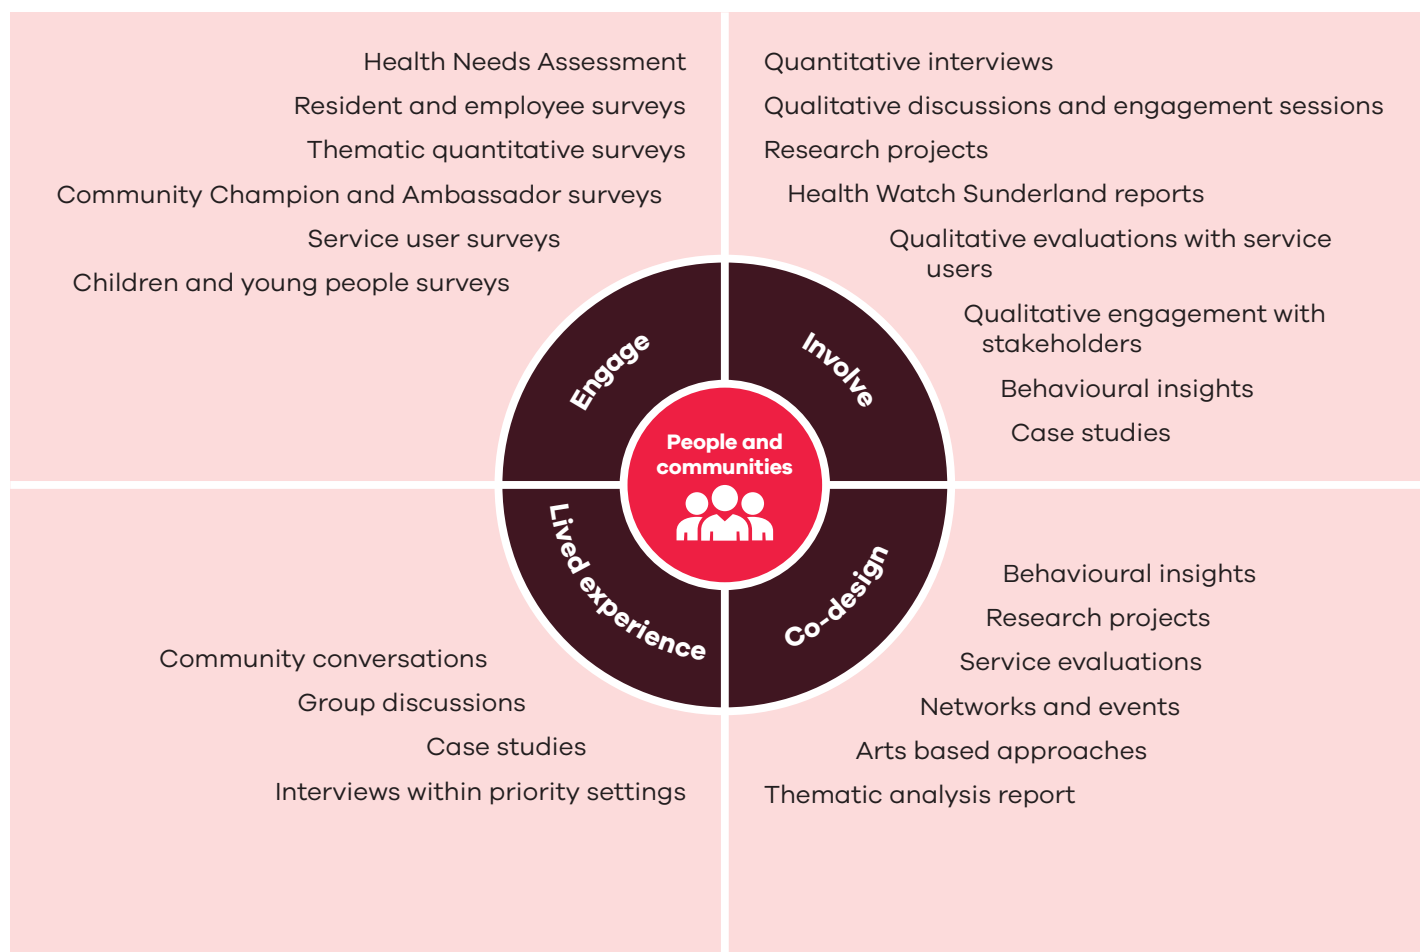 Health Needs Assessment
Resident and employee surveys
Thematic quantitative surveys
Community Champion and Ambassador surveys
Service user surveys
Children and young people surveys
Quantitative interviews
Qualitative discussions and engagement sessions
Research projects
Health Watch Sunderland reports
Qualitative evaluations with service
users
Qualitative engagement with
stakeholders
Behavioural insights
Case studies
Engage
Involve
People and
communities
Lived experience
Co-design
Community conversations
Group discussions
Case studies
Interviews within priority settings
Behavioural insights
Research projects
Service evaluations
Networks and events
Arts based approaches
Thematic analysis report